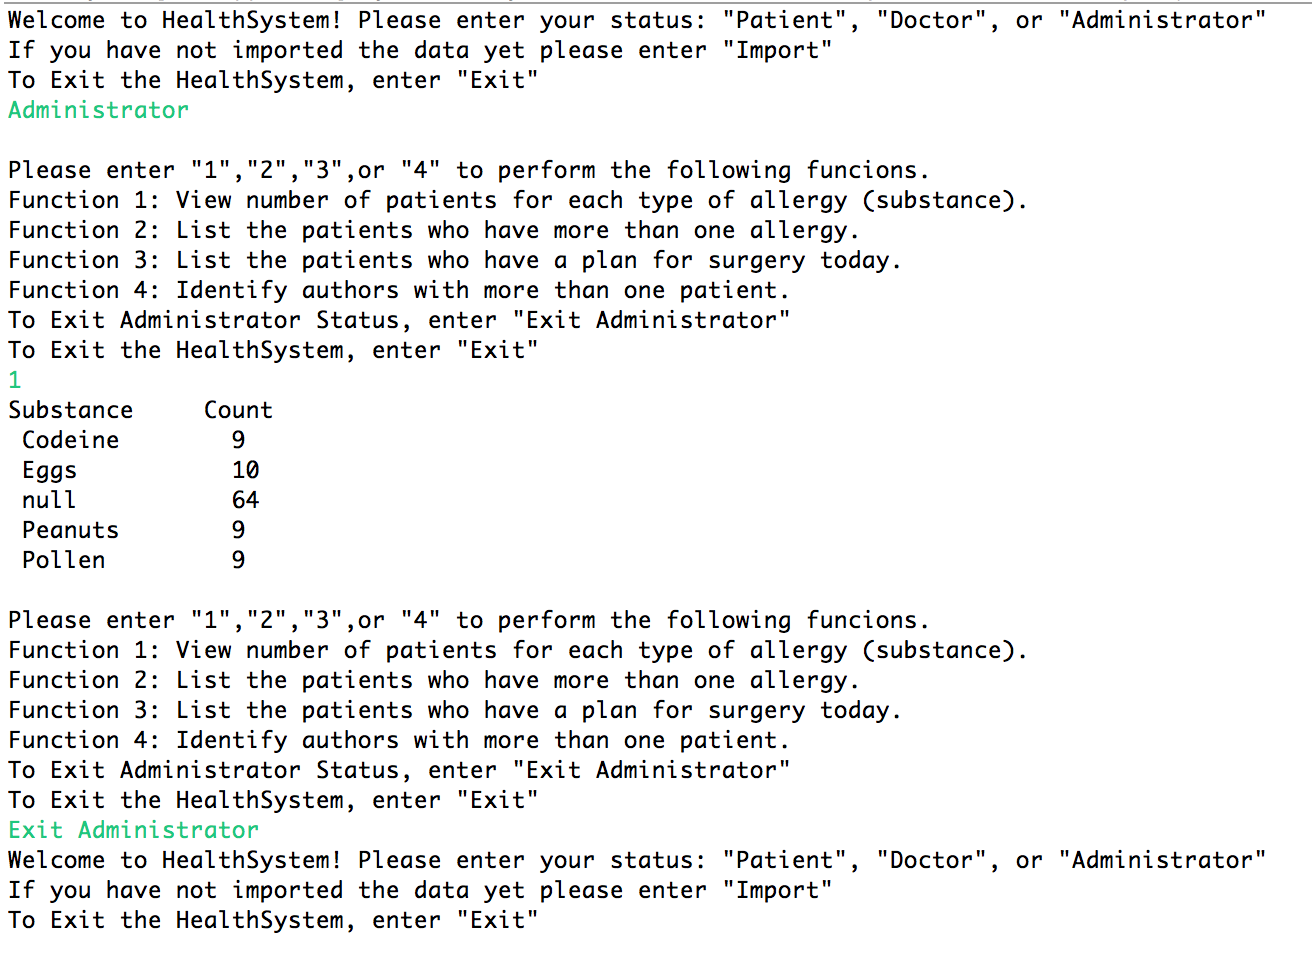 Welcome to HealthSystem! Please enter your status: "Patient", "Doctor", or "Administrator"
If you have not imported the data yet please enter "Import"
To Exit the HealthSystem, enter "Exit"
Administrator
Please enter "1","2","3",or "4" to perform the following funcions.
Function 1: View number of patients for each type of allergy (substance).
Function 2: List the patients who have more than one allergy.
Function 3: List the patients who have a plan for surgery today.
Function 4: Identify authors with more than one patient.
To Exit Administrator Status, enter "Exit Administrator"
To Exit the HealthSystem, enter "Exit"
1
Substance Count
Codeine 9
Eggs 10
null 64
Peanuts 9
Pollen 9
Please enter "1","2","3",or "4" to perform the following funcions.
Function 1: View number of patients for each type of allergy (substance).
Function 2: List the patients who have more than one allergy.
Function 3: List the patients who have a plan for surgery today.
Function 4: Identify authors with more than one patient.
To Exit Administrator Status, enter "Exit Administrator"
To Exit the HealthSystem, enter "Exit"
Exit Administrator
Welcome to HealthSystem! Please enter your status: "Patient", "Doctor", or "Administrator"
If you have not imported the data yet please enter "Import"
To Exit the HealthSystem, enter "Exit"